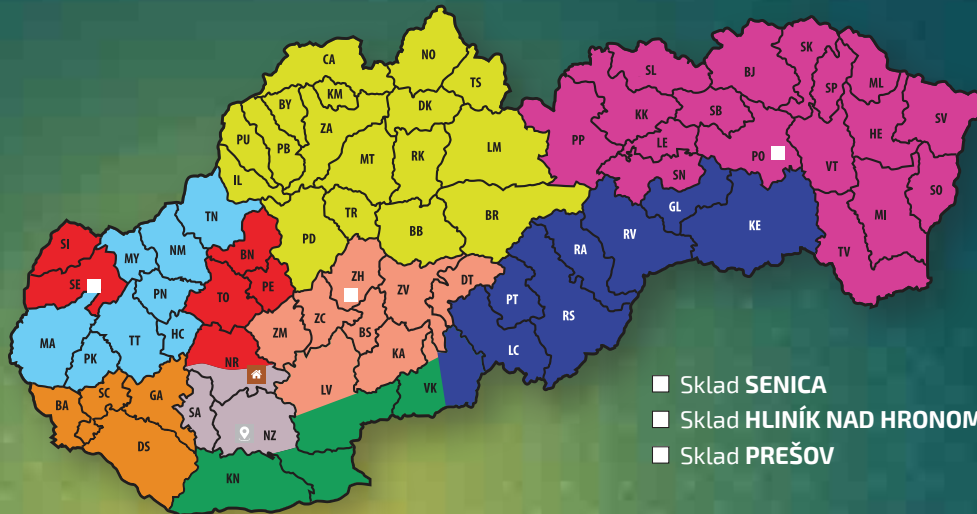 CA
NO
TS
KM
BY
DK
ZA
PU
PB
MT
RK
LM
IL
TR
BB
BR
PD
SL
BJ
SK
SP
ML
KK
SB
HE
SV
PP
LE
PO
VT
SN
SO
MI
TV
GL
KE
RV
RA
PT
RS
LC
TN
NM
MY
PN
HC
TT
PK
MA
SI
SE
BN
PE
TO
NR
ZH
ZV
DT
ZC
ZM
BS
KA
LV
VK
BA
SC
GA
DS
SA
NZ
KN
Sklad SENICA
Sklad HLINÍK NAD HRONOM
Sklad PREŠOV